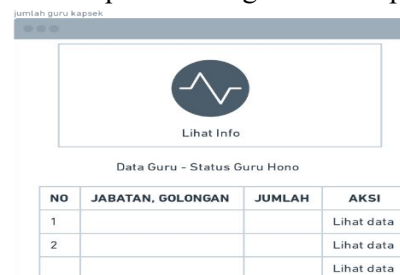 jumlah guru kapsek
Lihat Info
Data Guru - Status Guru Hono
NO JABATAN, GOLONGAN JUMLAH AKSI
1 Lihat data
2 Lihat data
Lihat data